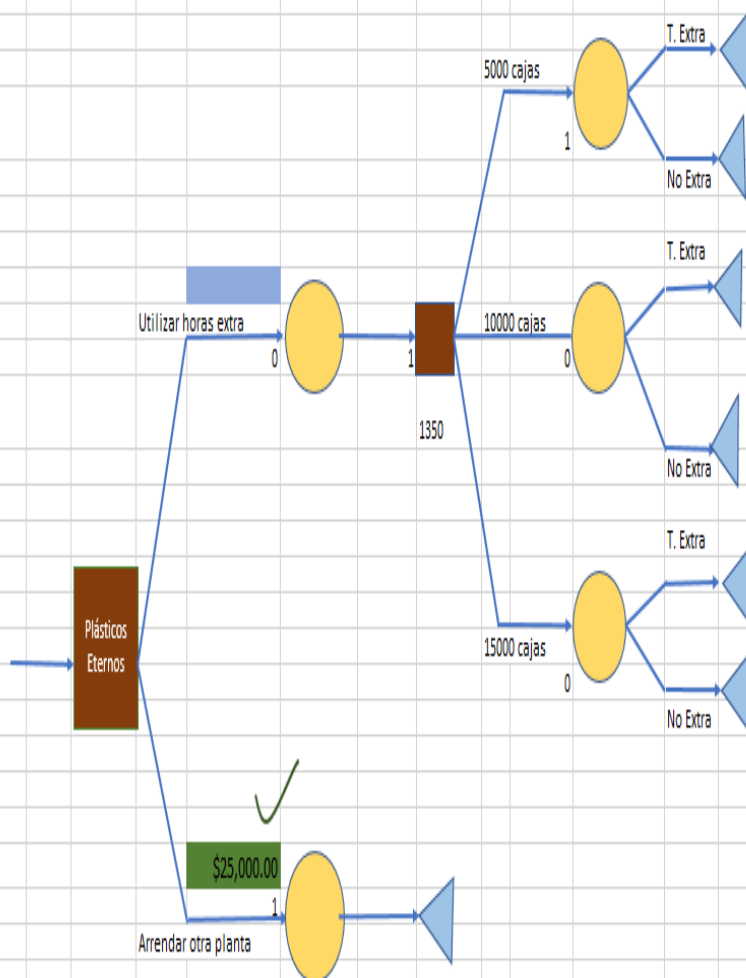 T. Extra
5000 cajas
1
No Extra
T. Extra
Utilizar horas extra
10000 cajas
0
1
0
1350
No Extra
T. Extra
Plásticos
Eternos
15000 cajas
0
No Extra
$25,000.00
1
Arrendar otra planta